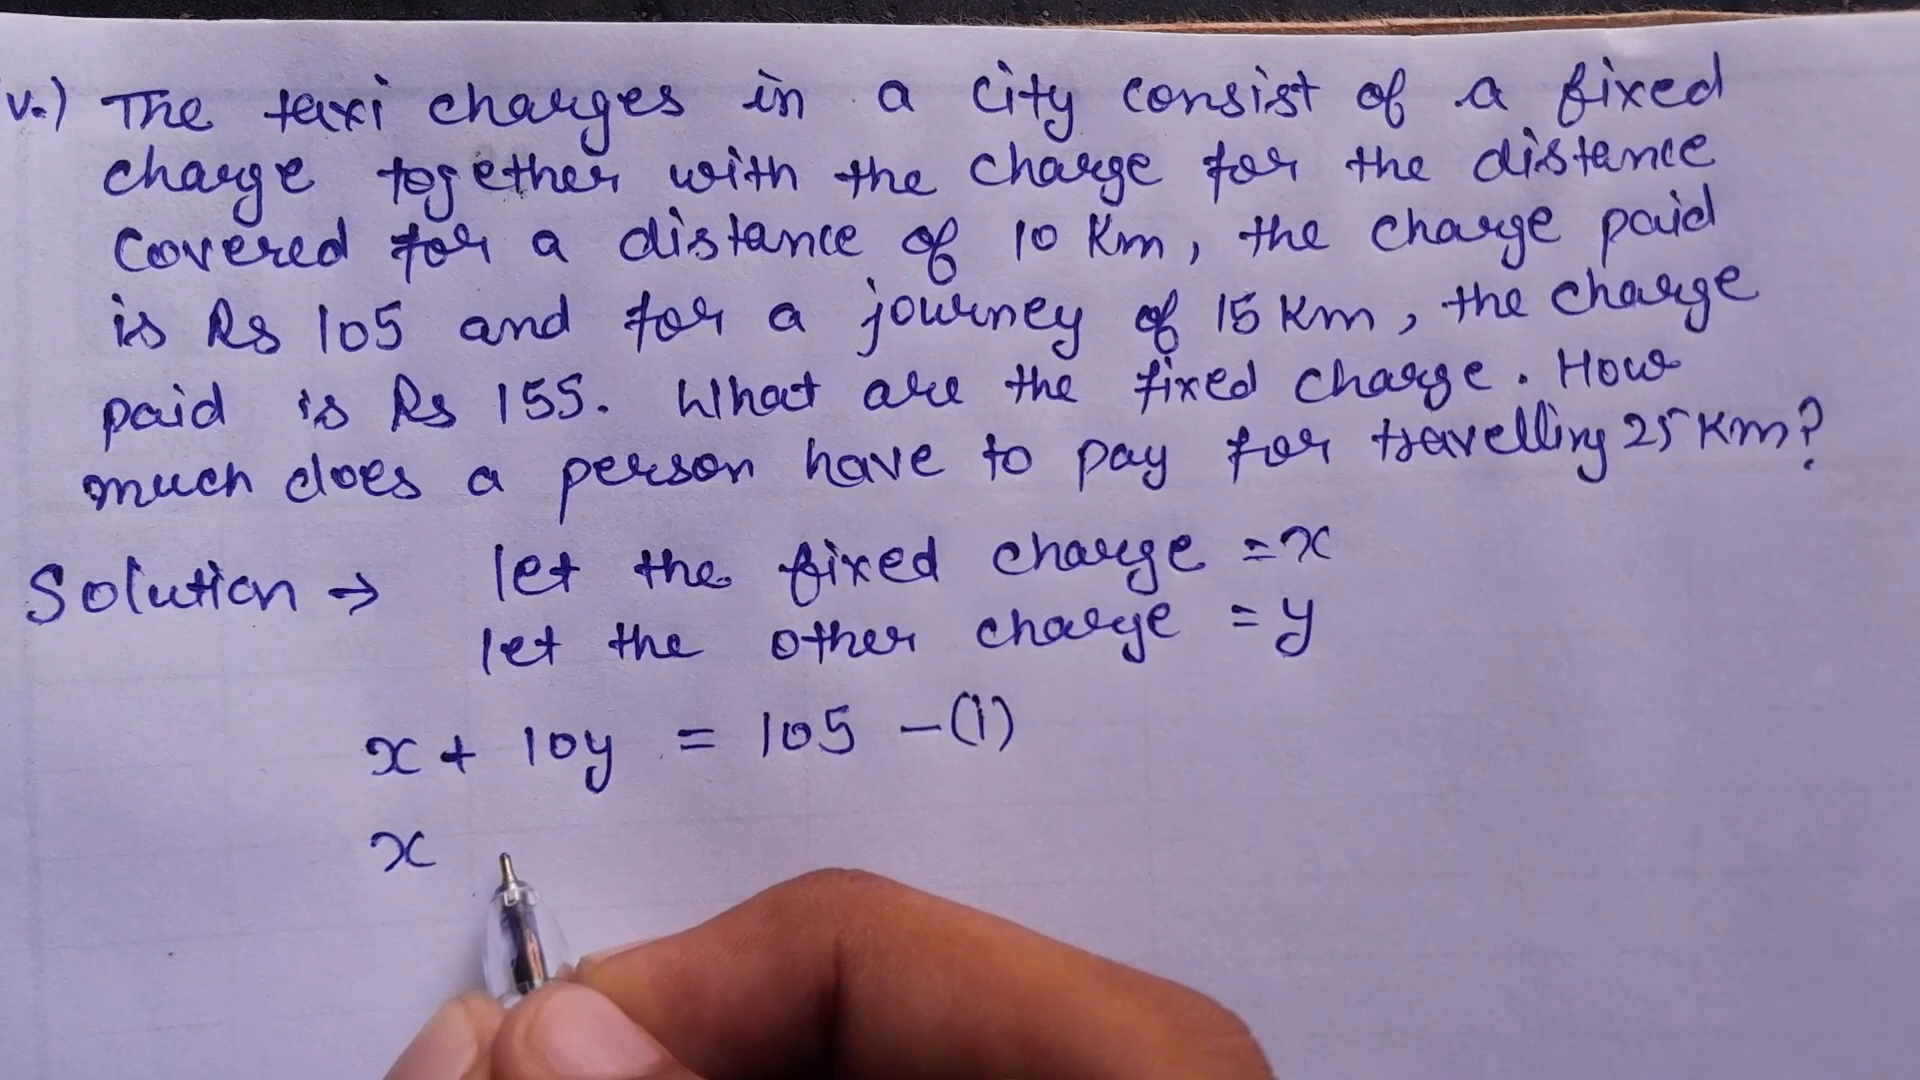 v.) The taxi charges in a city consist of a fixed
charge together with the charge for the distance
covered for a distance of 10 Km, the charge paid
is Rs 105 and for a journey of 15 Km, the charge
paid is Rs 155. What are the fixed charge. How
much does a person have to pay for travelling 25 Km?
Solution → let the fixed charge = x
let the other charge = y
x + 10y = 105 -(1)
x